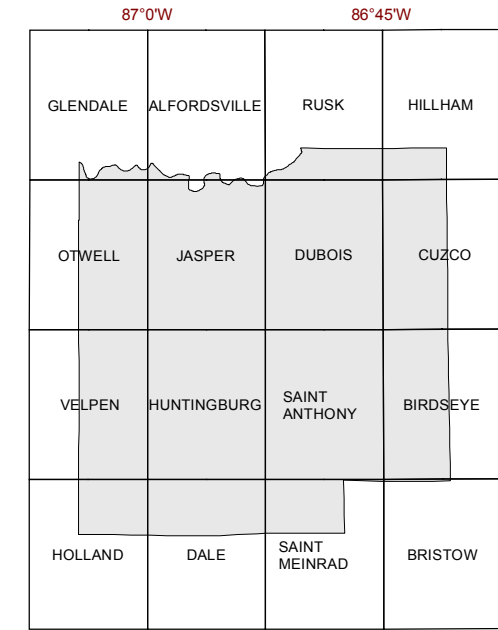 87°0'W 86°45'W
GLENDALE ALFORDSVILLE RUSK HILLHAM
OTWELL JASPER DUBOIS CUZCO
VELPEN HUNTINGBURG SAINT ANTHONY BIRDSEYE
HOLLAND DALE SAINT MEINRAD BRISTOW